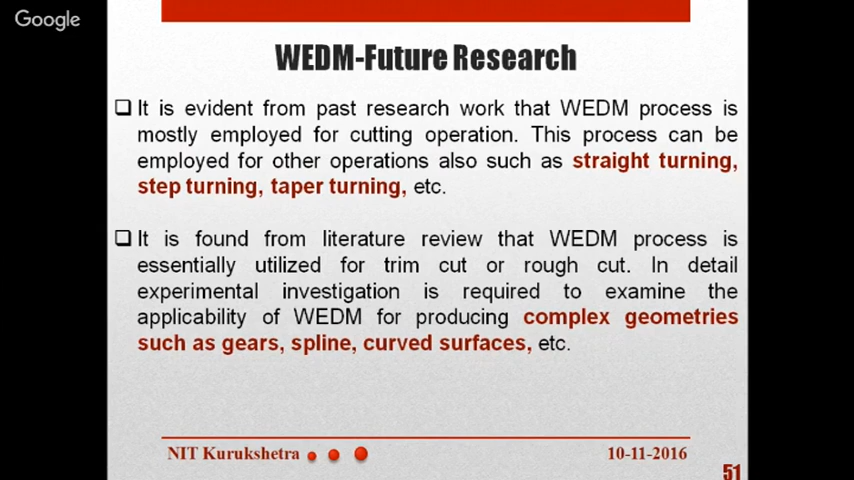 Google
WEDM-Future Research
It is evident from past research work that WEDM process is
mostly employed for cutting operation. This process can be
employed for other operations also such as straight turning,
step turning, taper turning, etc.
It is found from literature review that WEDM process is
essentially utilized for trim cut or rough cut. In detail
experimental investigation is required to examine the
applicability of WEDM for producing complex geometries
such as gears, spline, curved surfaces, etc.
NIT Kurukshetra 10-11-2016
51